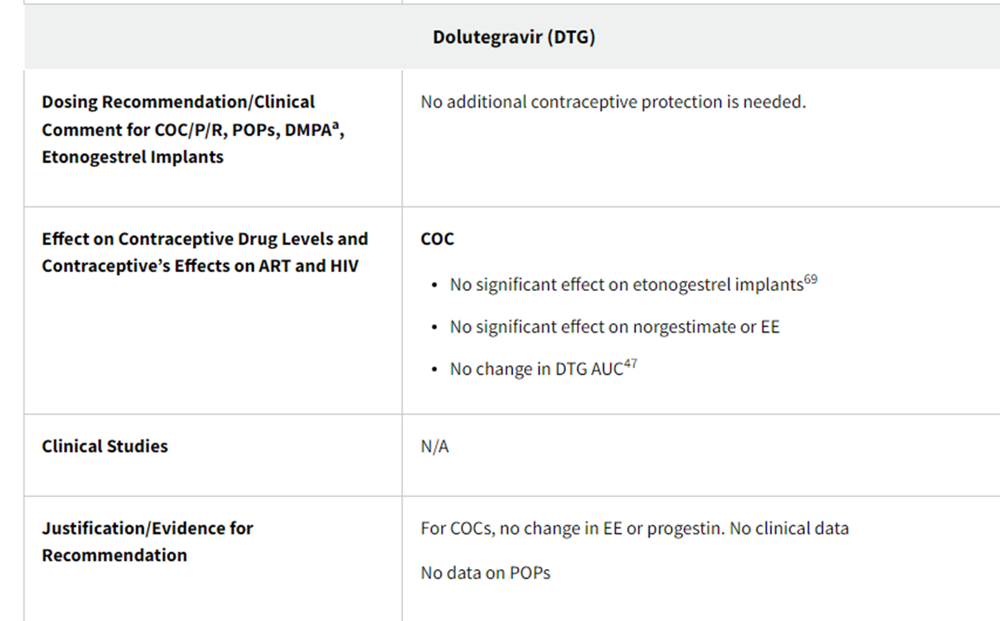 Dolutegravir (DTG)
Dosing Recommendation/Clinical
Comment for COC/P/R, POPs, DMPAᵃ,
Etonogestrel Implants
No additional contraceptive protection is needed.
Effect on Contraceptive Drug Levels and
Contraceptive’s Effects on ART and HIV
COC
• No significant effect on etonogestrel implants⁶⁹
• No significant effect on norgestimate or EE
• No change in DTG AUC⁴⁷
Clinical Studies
N/A
Justification/Evidence for
Recommendation
For COCs, no change in EE or progestin. No clinical data
No data on POPs